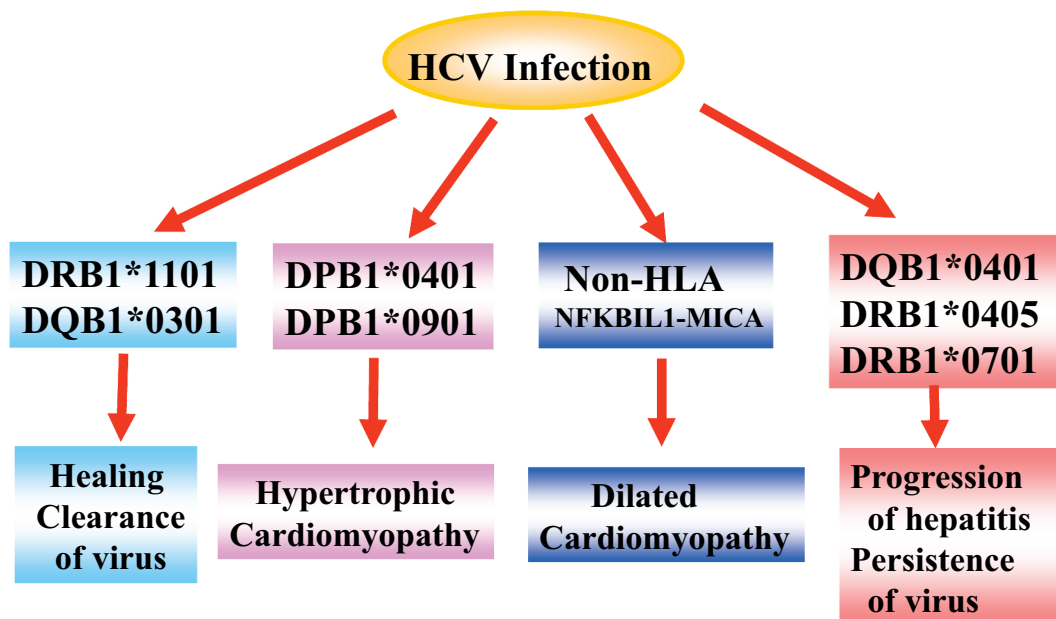 HCV Infection
DRB1*1101
DQB1*0301
DPB1*0401
DPB1*0901
Non-HLA
NFKBIL1-MICA
DQB1*0401
DRB1*0405
DRB1*0701
Healing
Clearance
of virus
Hypertrophic
Cardiomyopathy
Dilated
Cardiomyopathy
Progression
of hepatitis
Persistence
of virus